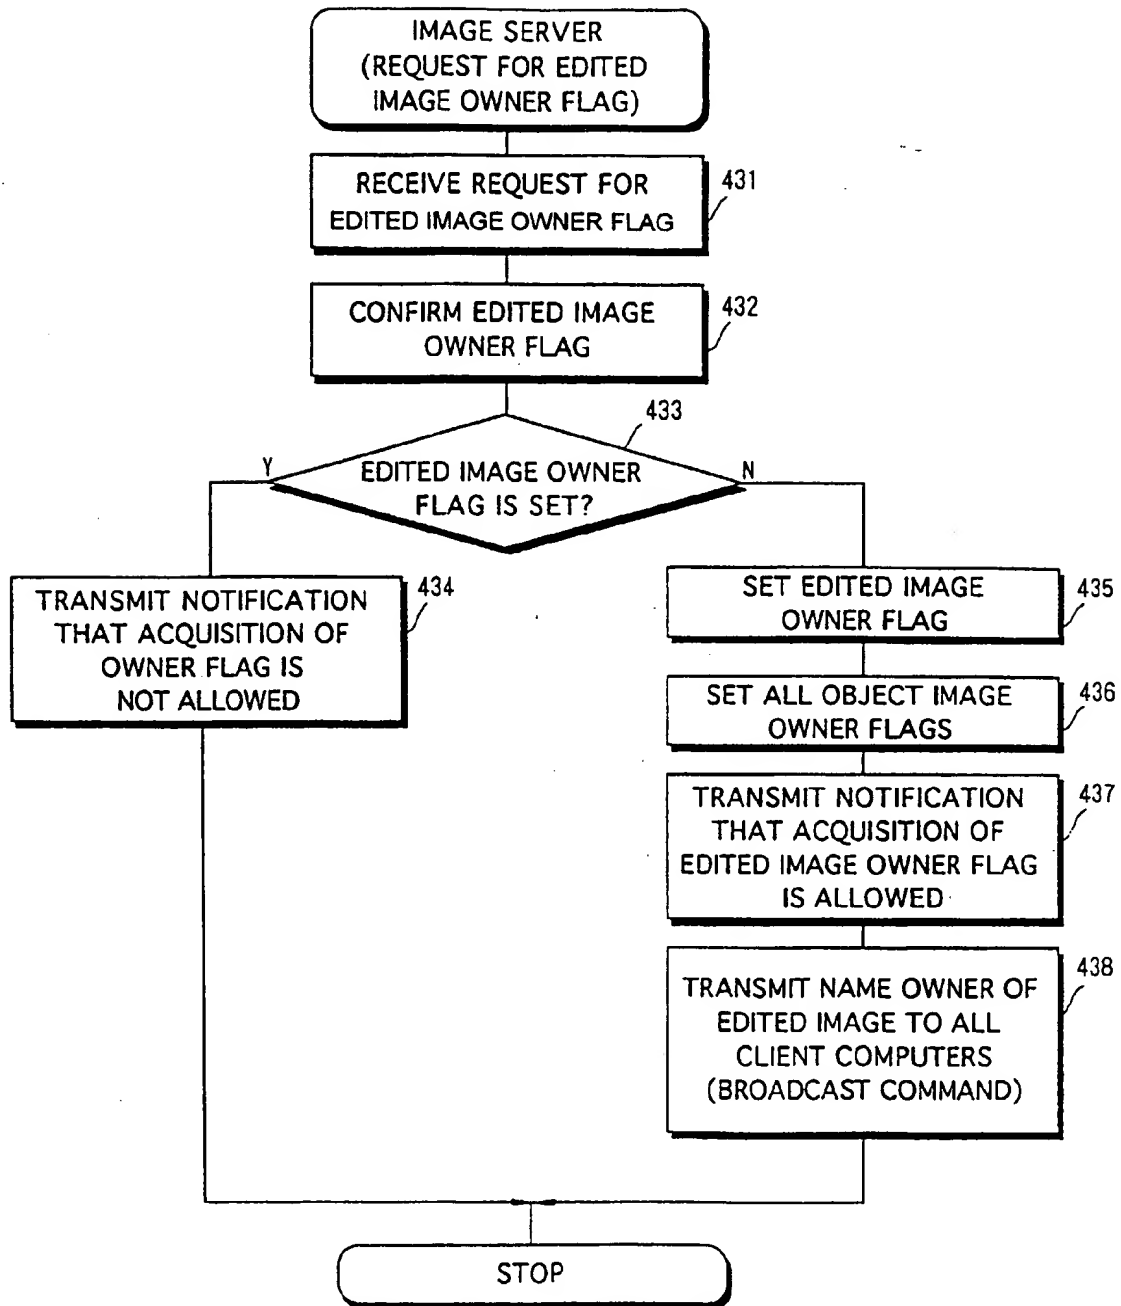 IMAGE SERVER
(REQUEST FOR EDITED
IMAGE OWNER FLAG)
RECEIVE REQUEST FOR
EDITED IMAGE OWNER FLAG
431
CONFIRM EDITED IMAGE
OWNER FLAG
432
433
EDITED IMAGE OWNER
FLAG IS SET?
Y
N
TRANSMIT NOTIFICATION
THAT ACQUISITION OF
OWNER FLAG IS
NOT ALLOWED
434
SET EDITED IMAGE
OWNER FLAG
435
SET ALL OBJECT IMAGE
OWNER FLAGS
436
TRANSMIT NOTIFICATION
THAT ACQUISITION OF
EDITED IMAGE OWNER FLAG
IS ALLOWED
437
TRANSMIT NAME OWNER OF
EDITED IMAGE TO ALL
CLIENT COMPUTERS
(BROADCAST COMMAND)
438
STOP